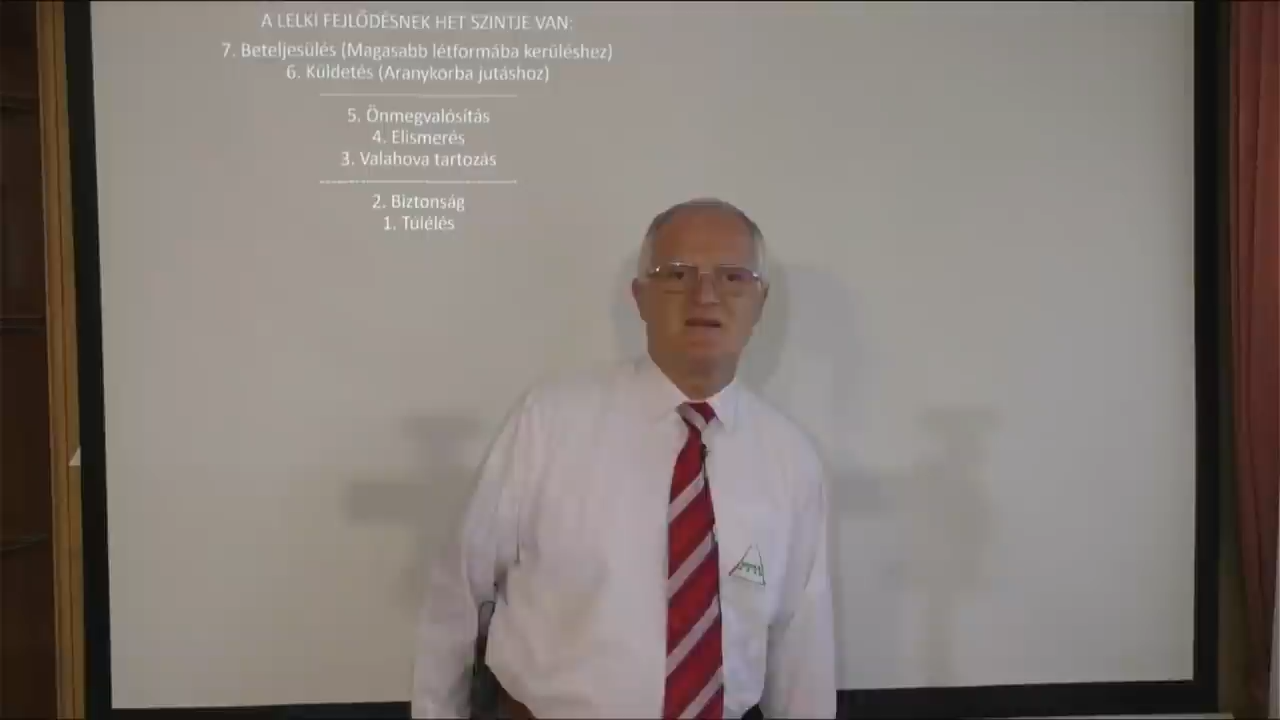 A LELKI FEJLŐDÉSNEK HÉT SZINTJE VAN:
7. Beteljesülés (Magasabb létformába kerüléshez)
6. Küldetés (Aranykorba jutáshoz)
5. Önmegvalósítás
4. Elismerés
3. Valahova tartozás
2. Biztonság
1. Túlélés